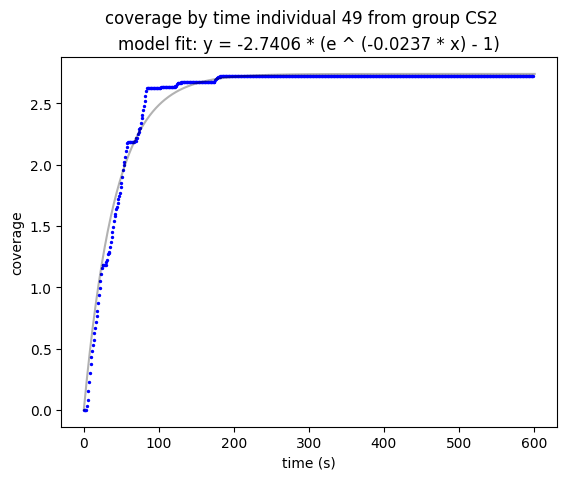 coverage by time individual 49 from group CS2
model fit: y = -2.7406 * (e ^ (-0.0237 * x) - 1)
2.5
2.0
1.5
1.0
0.5
0.0
coverage
0 100 200 300 400 500 600
time (s)